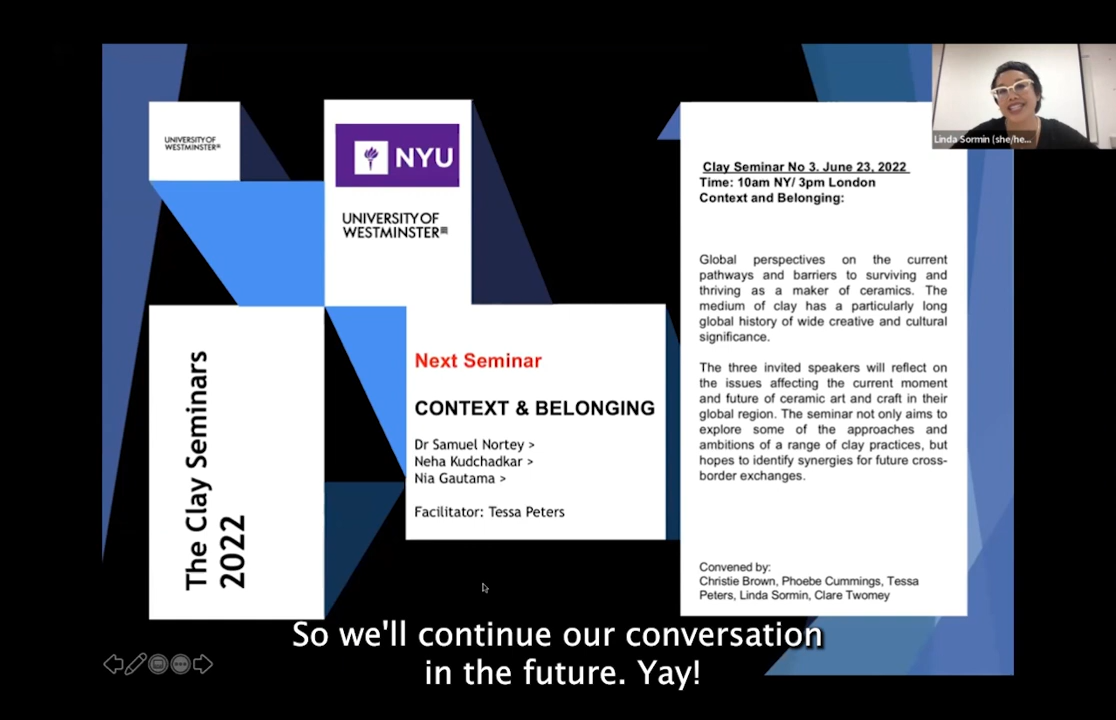 UNIVERSITY OF
WESTMINSTER
NYU
UNIVERSITY OF
WESTMINSTER
The Clay Seminars
2022
Next Seminar
CONTEXT & BELONGING
Dr Samuel Nortey >
Neha Kudchadkar >
Nia Gautama >
Facilitator: Tessa Peters
Clay Seminar No 3. June 23, 2022
Time: 10am NY/ 3pm London
Context and Belonging:
Global perspectives on the current
pathways and barriers to surviving and
thriving as a maker of ceramics. The
medium of clay has a particularly long
global history of wide creative and cultural
significance.
The three invited speakers will reflect on
the issues affecting the current moment
and future of ceramic art and craft in their
global region. The seminar not only aims to
explore some of the approaches and
ambitions of a range of clay practices, but
hopes to identify synergies for future cross-
border exchanges.
Convened by:
Christie Brown, Phoebe Cummings, Tessa
Peters, Linda Sormin, Clare Twomey
Linda Sormin (she/he...
So we'll continue our conversation
in the future. Yay!